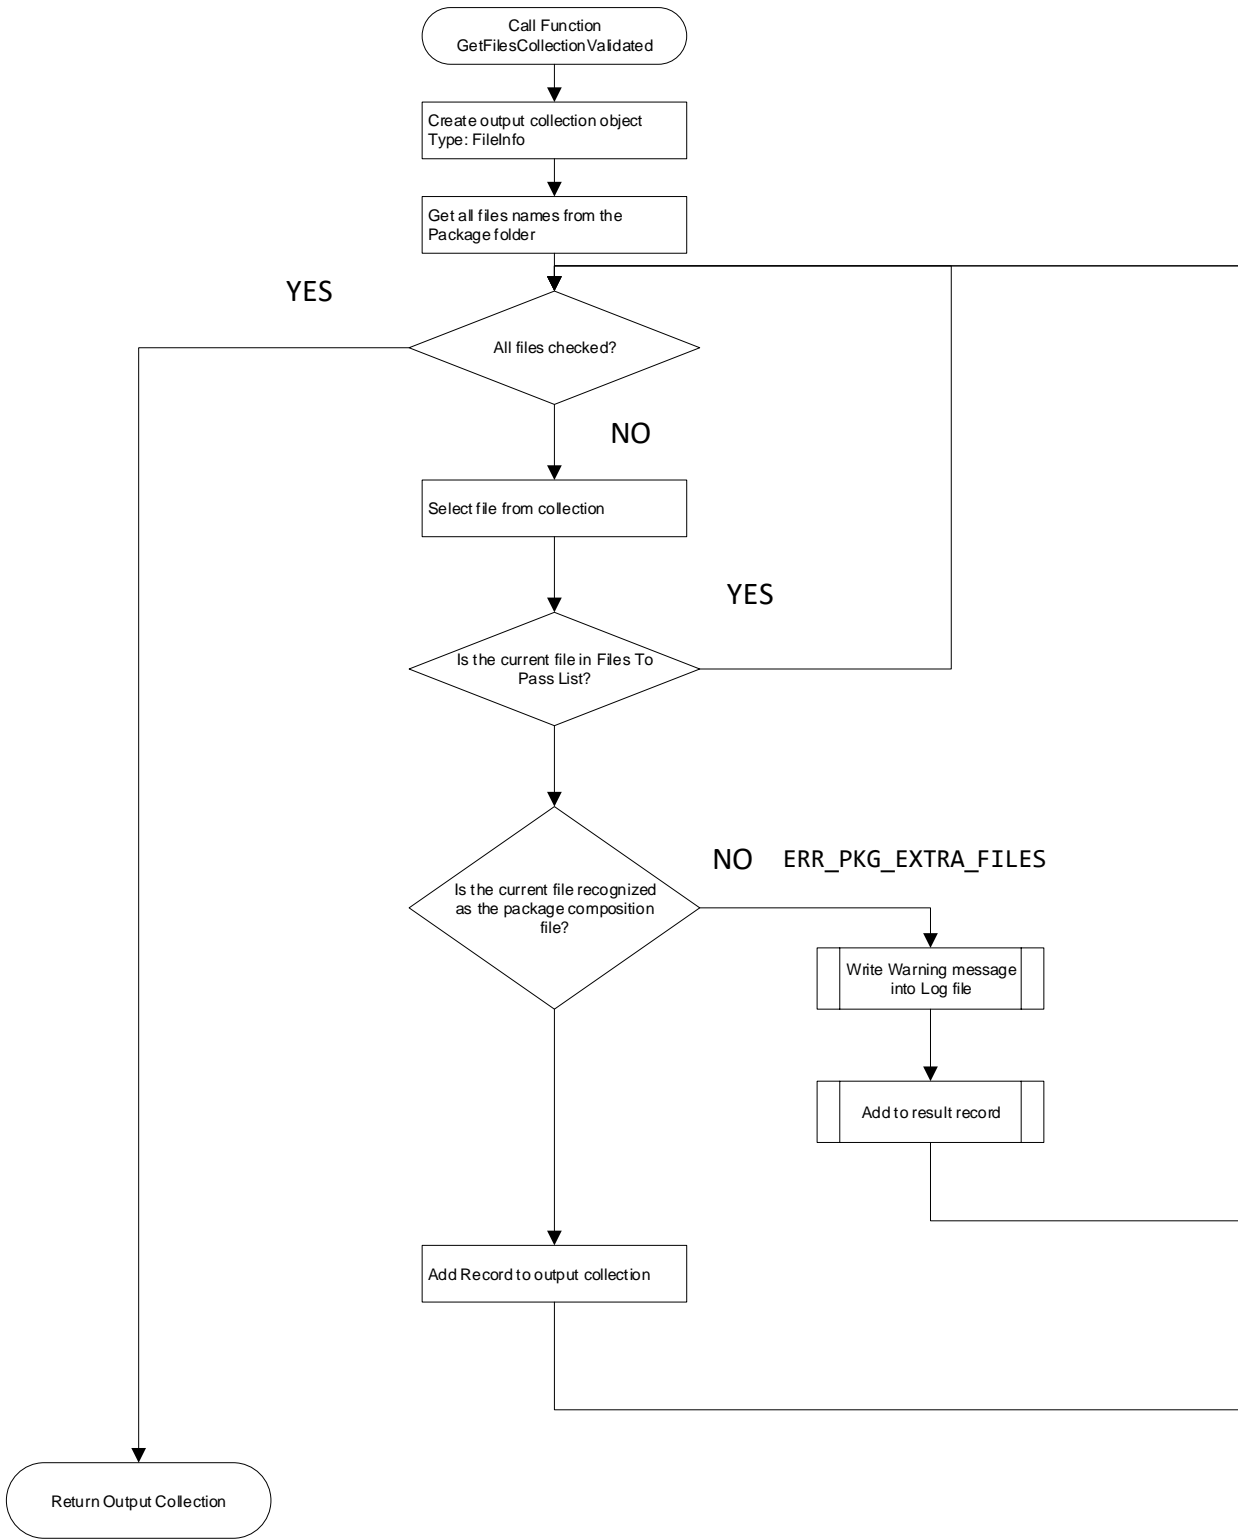 Call Function
GetFilesCollectionValidated
Create output collection object
Type: FileInfo
Get all files names from the
Package folder
YES
All files checked?
NO
Select file from collection
YES
Is the current file in Files To
Pass List?
NO ERR_PKG_EXTRA_FILES
Is the current file recognized
as the package composition
file?
Write Warning message
into Log file
Add to result record
Add Record to output collection
Return Output Collection